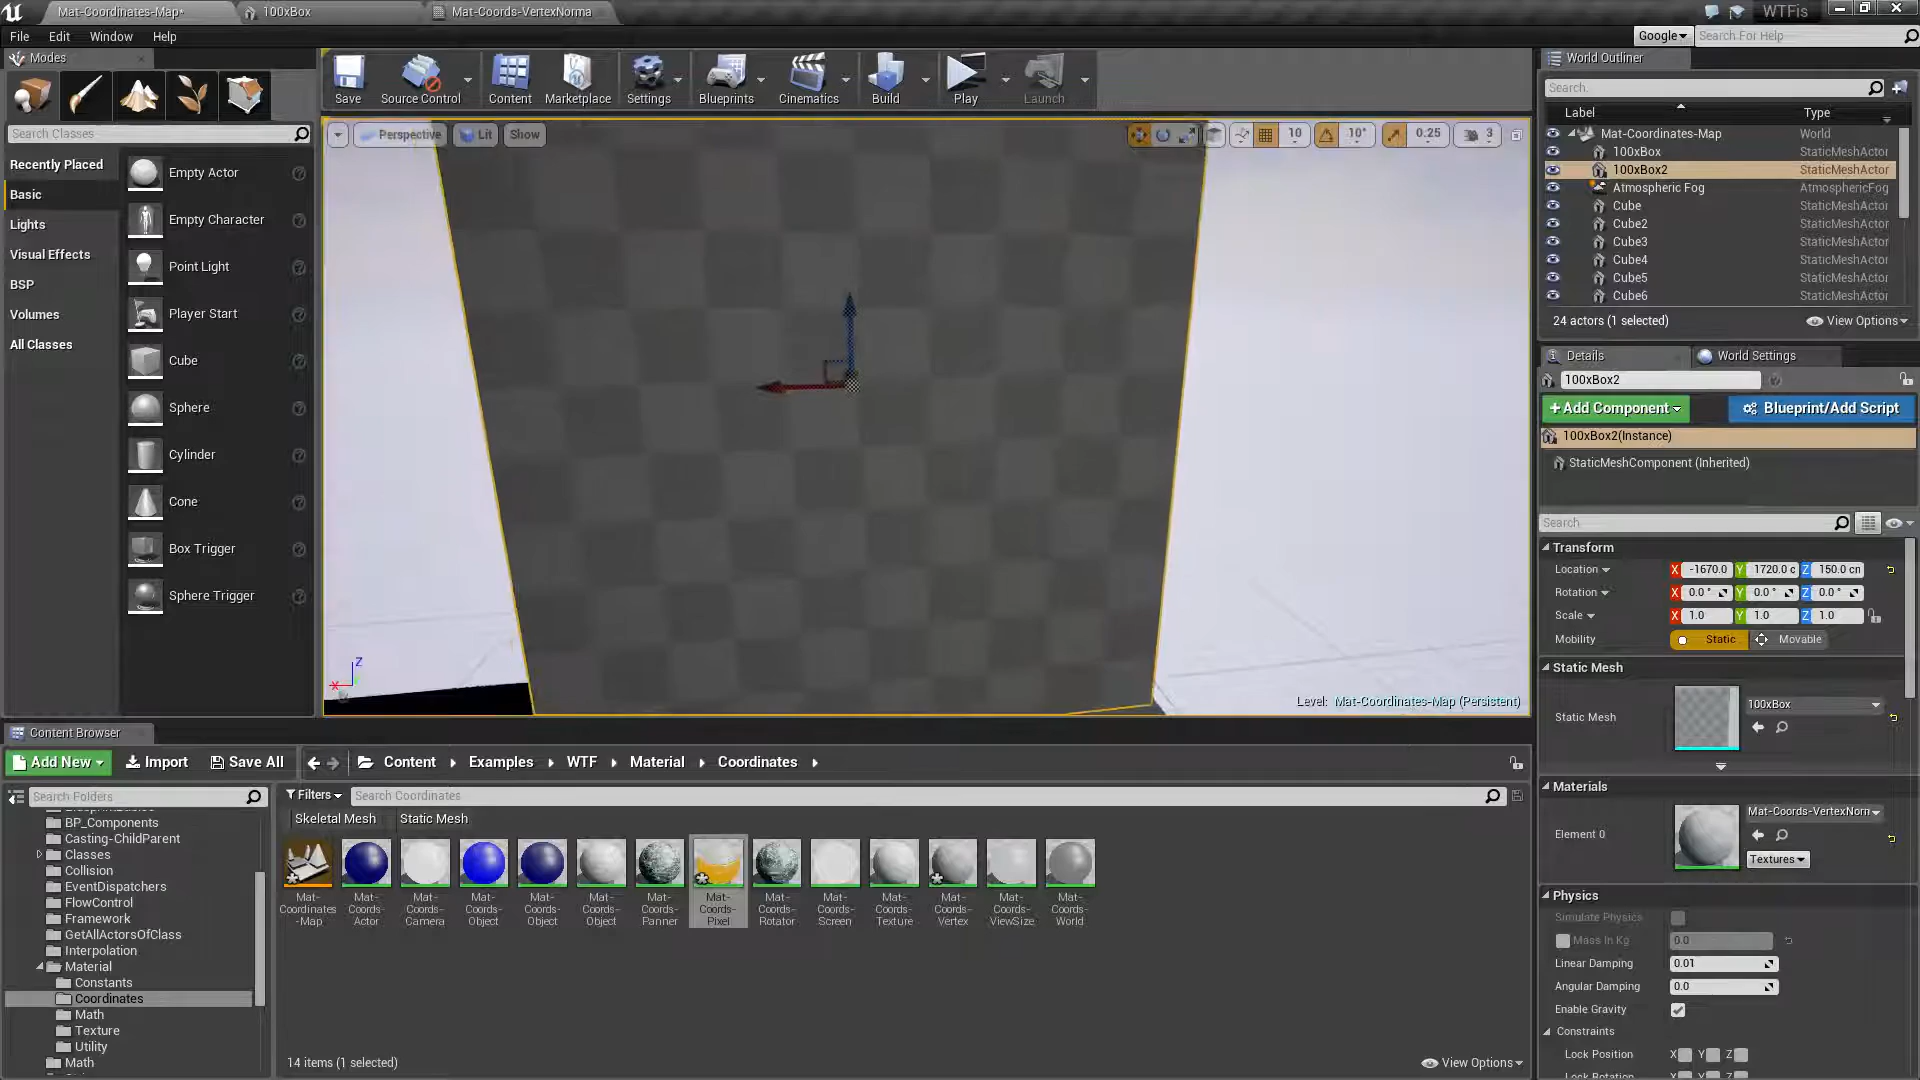 Mat-Coordinates-Map*
100xBox
Mat-Coords-VertexNorma
WTFis
File
Edit
Window
Help
Google
Search For Help
Modes
Search Classes
Recently Placed
Basic
Lights
Visual Effects
BSP
Volumes
All Classes
Empty Actor
Empty Character
Point Light
Player Start
Cube
Sphere
Cylinder
Cone
Box Trigger
Sphere Trigger
Save
Source Control
Content
Marketplace
Settings
Blueprints
Cinematics
Build
Play
Launch
Perspective
Lit
Show
10
10°
0.25
3
Z
X
Level: Mat-Coordinates-Map (Persistent)
World Outliner
Search.
Label
Type
Mat-Coordinates-Map
World
100xBox
StaticMeshActor
100xBox2
StaticMeshActor
Atmospheric Fog
AtmosphericFog
Cube
StaticMeshActor
Cube2
StaticMeshActor
Cube3
StaticMeshActor
Cube4
StaticMeshActor
Cube5
StaticMeshActor
Cube6
StaticMeshActor
24 actors (1 selected)
View Options
Details
World Settings
100xBox2
+Add Component
Blueprint/Add Script
100xBox2(Instance)
StaticMeshComponent (Inherited)
Search
Transform
Location
X -1670.0
Y 1720.0 c
Z 150.0 cn
Rotation
X 0.0 °
Y 0.0 °
Z 0.0 °
Scale
X 1.0
Y 1.0
Z 1.0
Mobility
Static
Movable
Static Mesh
Static Mesh
100xBox
Materials
Element 0
Mat-Coords-VertexNorn
Textures
Physics
Simulate Physics
Mass In Kg
0.0
Linear Damping
0.01
Angular Damping
0.0
Enable Gravity
Constraints
Lock Position
X Y Z
Content Browser
Add New
Import
Save All
Content
Examples
WTF
Material
Coordinates
Search Folders
BP_Components
Casting-ChildParent
Classes
Collision
EventDispatchers
FlowControl
Framework
GetAllActorsOfClass
Interpolation
Material
Constants
Coordinates
Math
Texture
Utility
Math
Filters
Search Coordinates
Skeletal Mesh
Static Mesh
Mat-
Coordinates
-Map
Mat-
Coords-
Actor
Mat-
Coords-
Camera
Mat-
Coords-
Object
Mat-
Coords-
Object
Mat-
Coords-
Object
Mat-
Coords-
Panner
Mat-
Coords-
Pixel
Mat-
Coords-
Rotator
Mat-
Coords-
Screen
Mat-
Coords-
Texture
Mat-
Coords-
Vertex
Mat-
Coords-
ViewSize
Mat-
Coords-
World
14 items (1 selected)
View Options